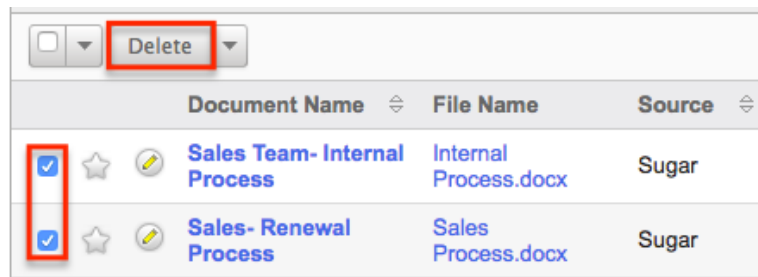 Delete
Document Name File Name Source
Sales Team- Internal Internal
Process Process.docx Sugar
Sales- Renewal Sales
Process Process.docx Sugar